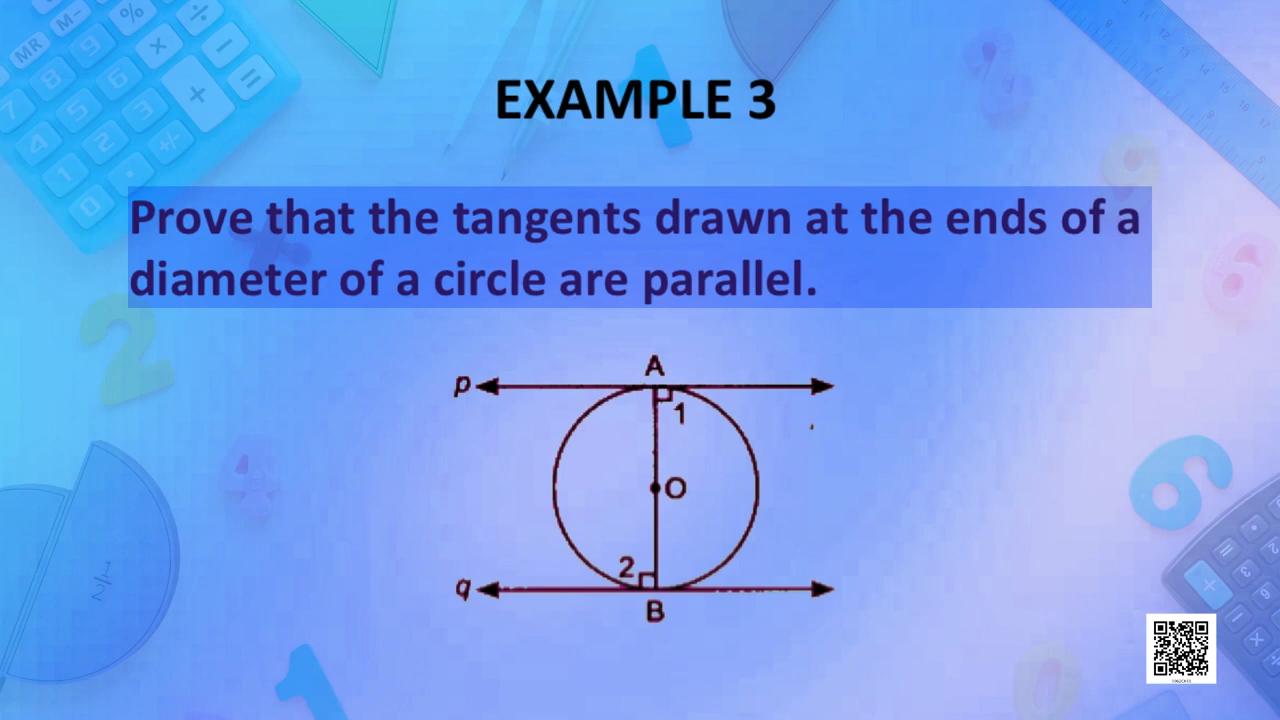 EXAMPLE 3
Prove that the tangents drawn at the ends of a
diameter of a circle are parallel.
A
p
1
O
2
q
B